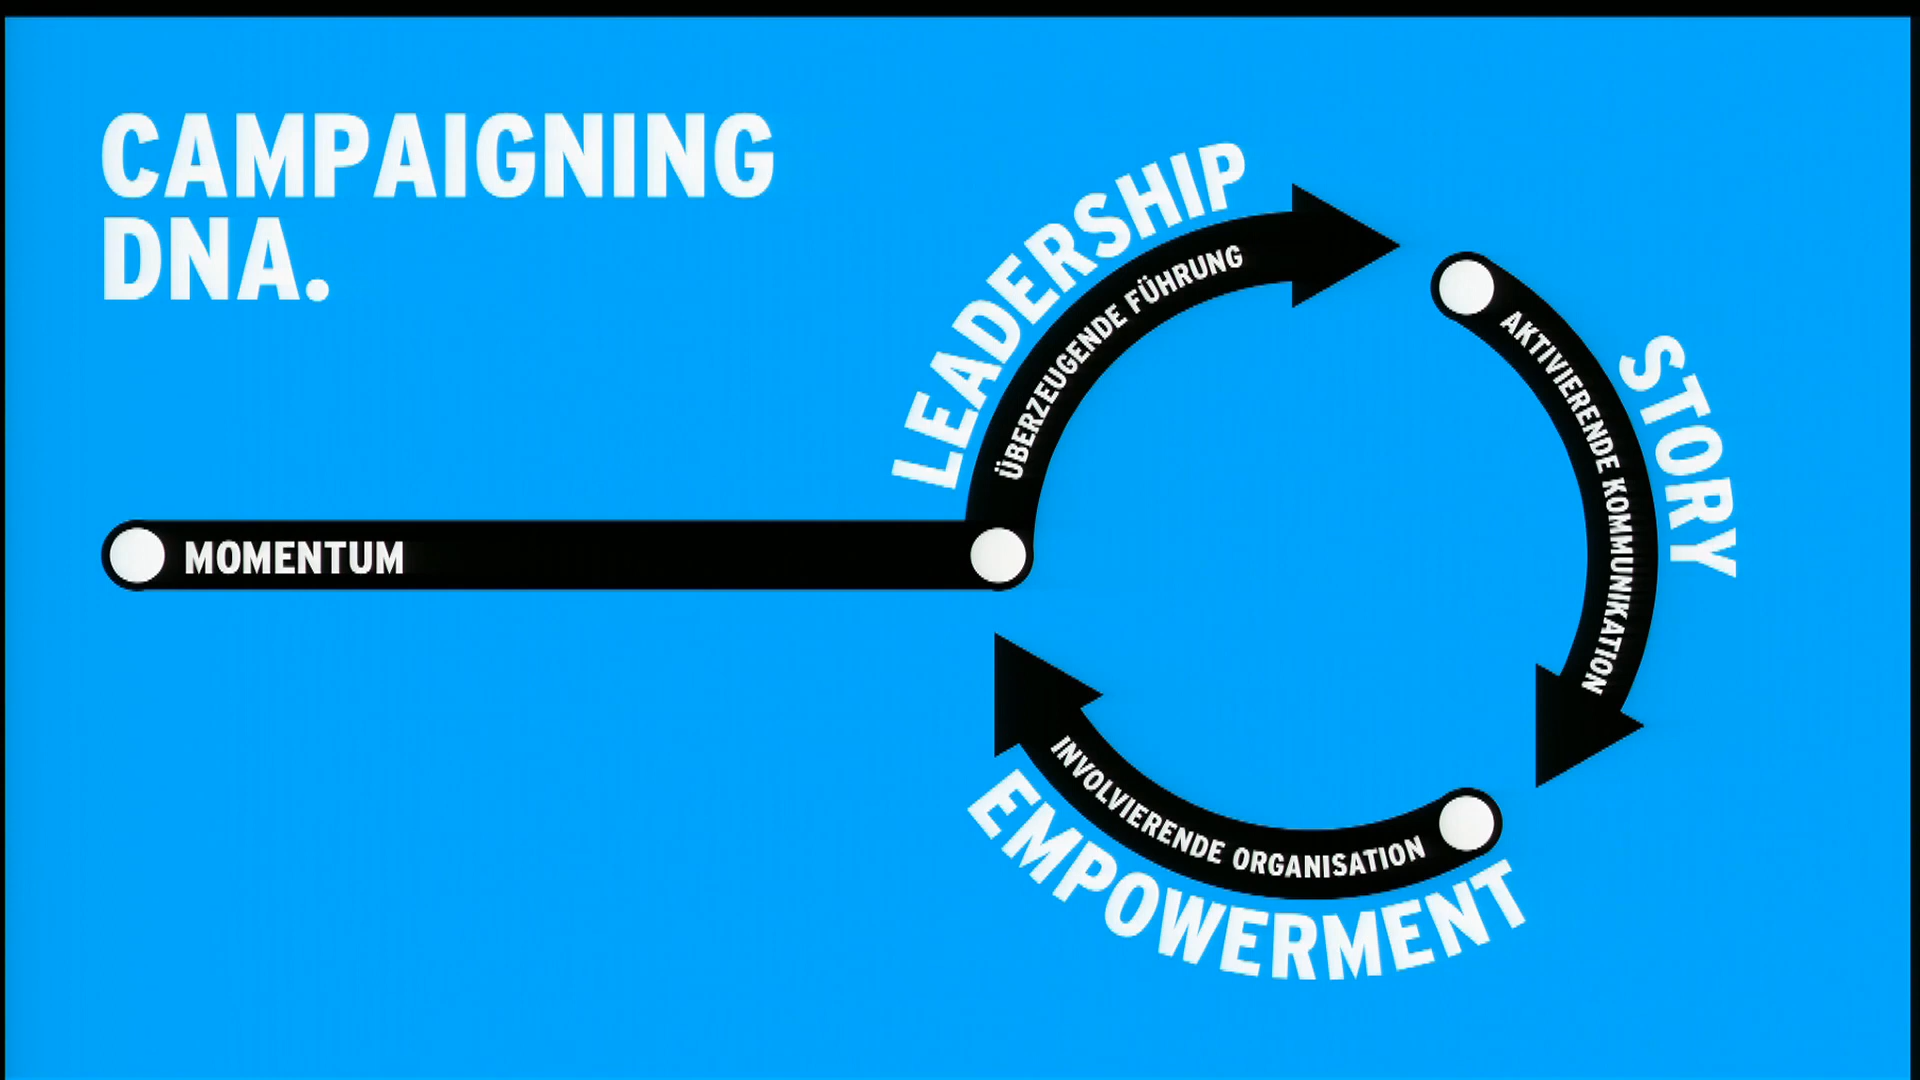 CAMPAIGNING
DNA.
MOMENTUM
LEADERSHIP
ÜBERZEUGENDE FÜHRUNG
STORY
AKTIVIERENDE KOMMUNIKATION
EMPOWERMENT
INVOLVIERENDE ORGANISATION